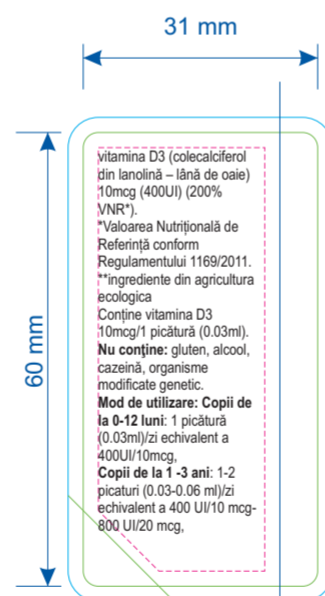 31 mm
60 mm
vitamina D3 (colecalciferol
din lanolină – lână de oaie)
10mcg (400UI) (200%
VNR*).
*Valoarea Nutrițională de
Referință conform
Regulamentului 1169/2011.
**ingrediente din agricultura
ecologica
Conține vitamina D3
10mcg/1 picătură (0.03ml).
Nu conţine: gluten, alcool,
cazeină, organisme
modificate genetic.
Mod de utilizare: Copii de
la 0-12 luni: 1 picătură
(0.03ml)/zi echivalent a
400UI/10mcg,
Copii de la 1 -3 ani: 1-2
picaturi (0.03-0.06 ml)/zi
echivalent a 400 UI/10 mcg-
800 UI/20 mcg,